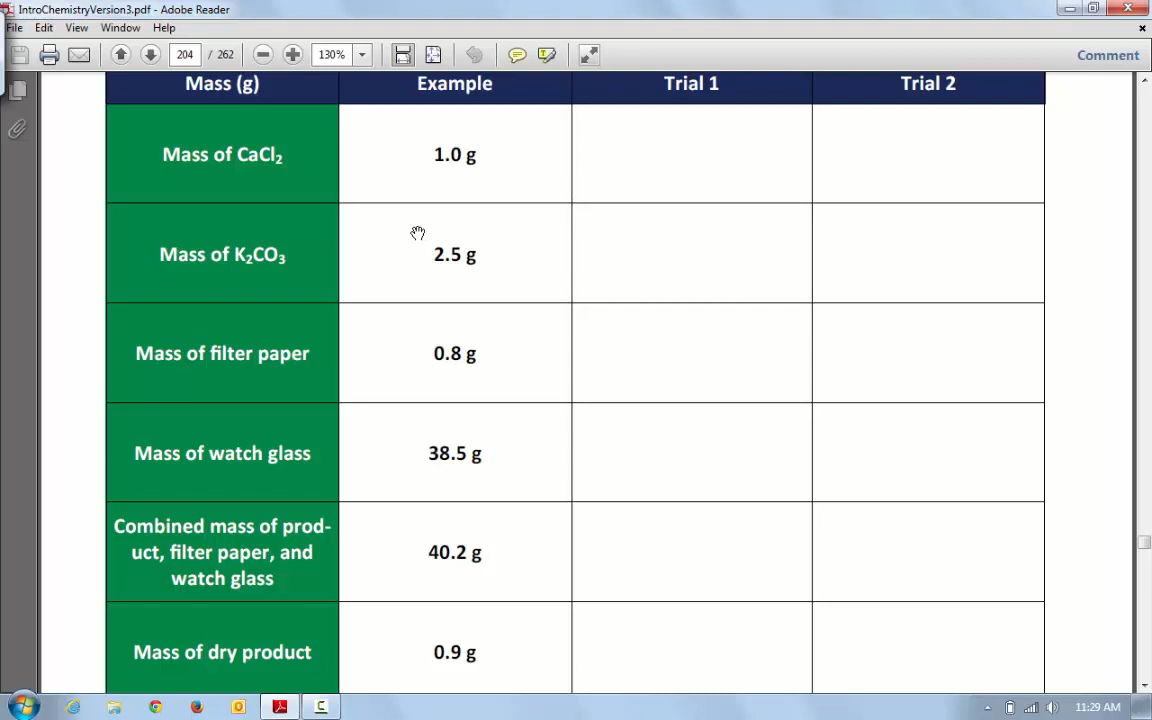 IntroChemistryVersion3.pdf - Adobe Reader
File Edit View Window Help
204 / 262 130% Comment
Mass (g) Example Trial 1 Trial 2
Mass of CaCl₂ 1.0 g
Mass of K₂CO₃ 2.5 g
Mass of filter paper 0.8 g
Mass of watch glass 38.5 g
Combined mass of prod-
uct, filter paper, and 40.2 g
watch glass
Mass of dry product 0.9 g
11:29 AM